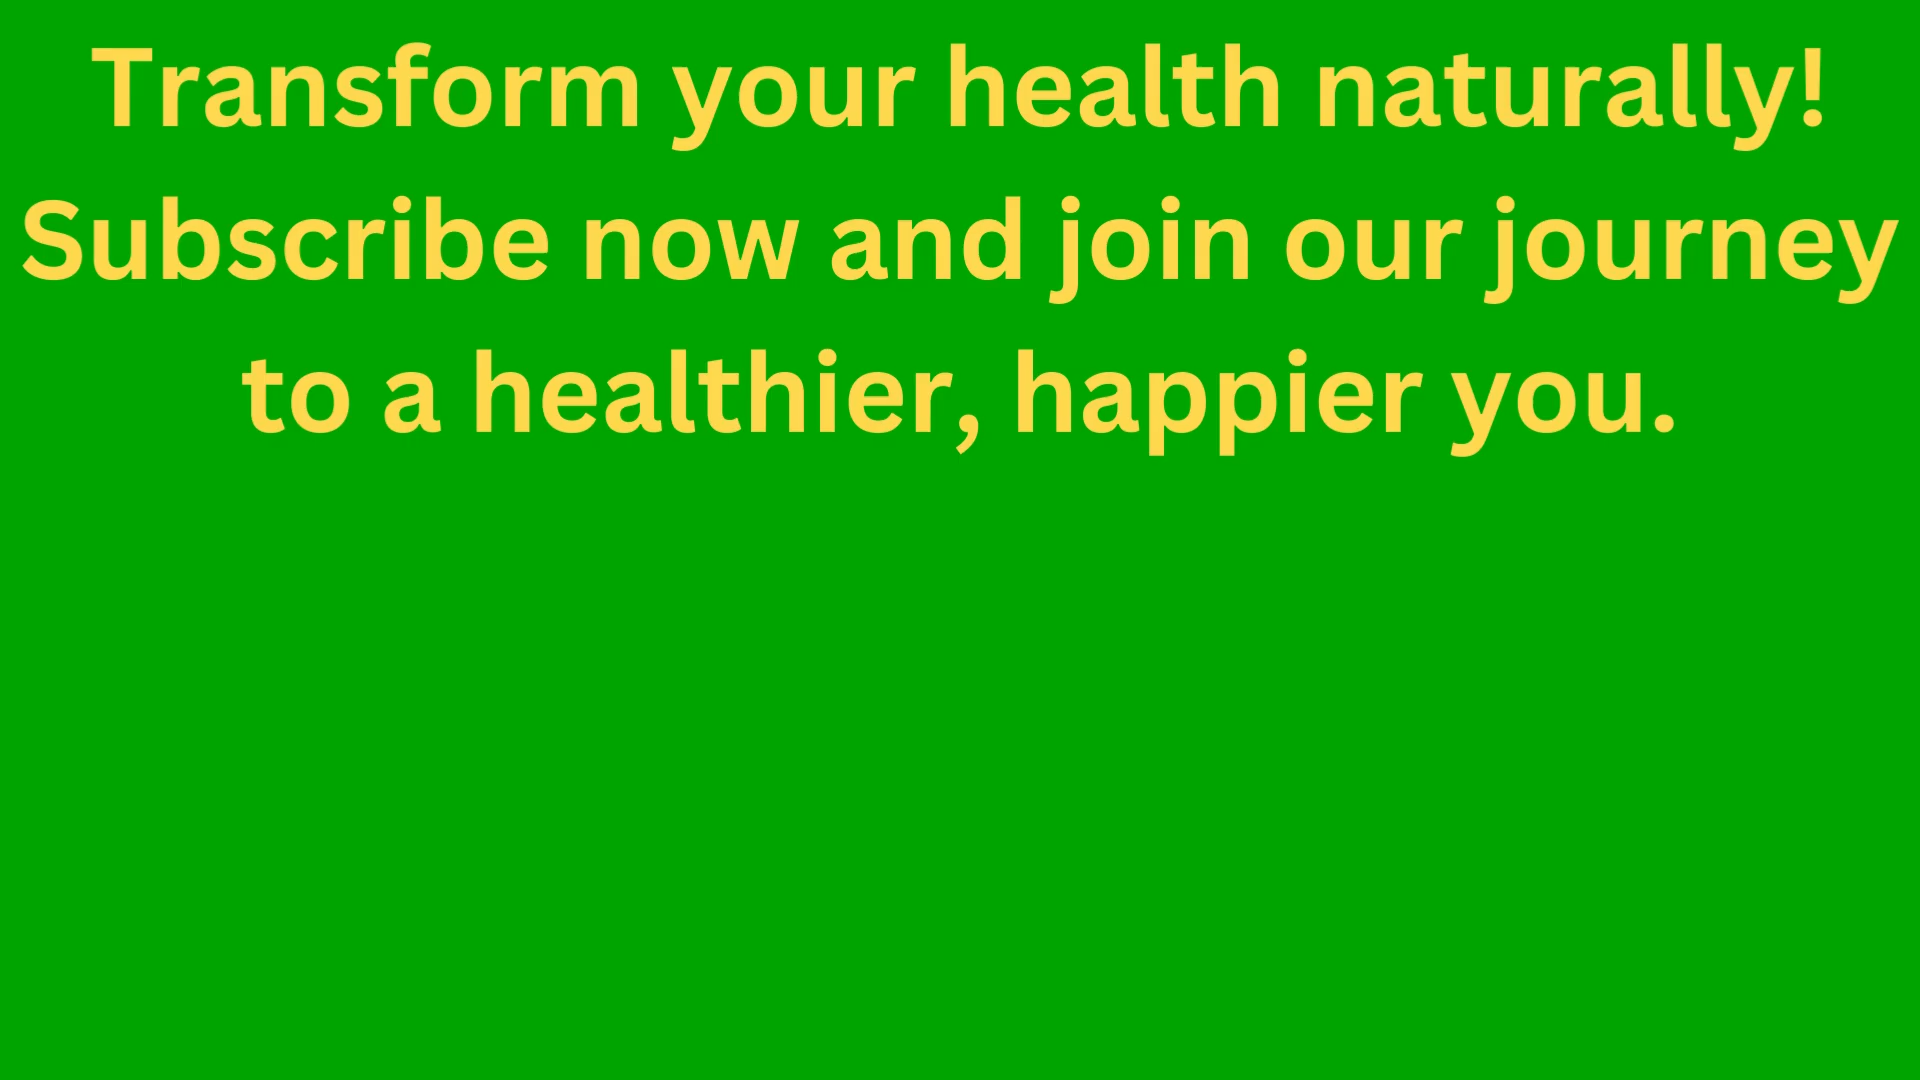 Transform your health naturally!
Subscribe now and join our journey
to a healthier, happier you.